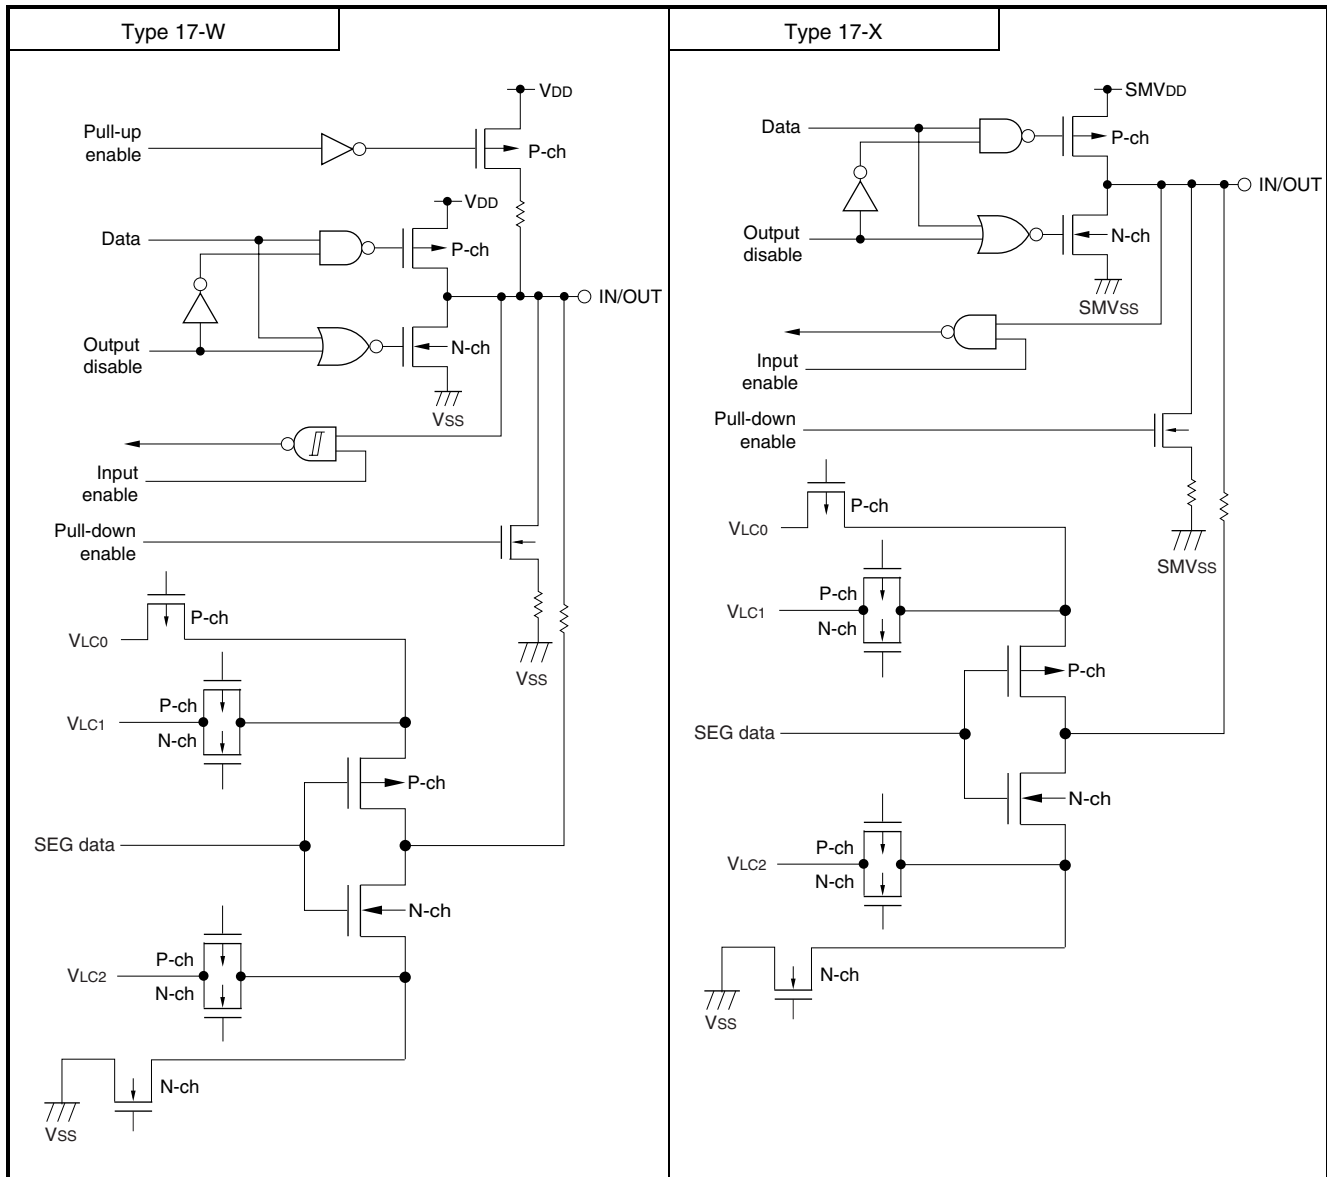 Type 17-W
VDD
Pull-up
enable
P-ch
VDD
Data
P-ch
IN/OUT
Output
disable
N-ch
VSS
Input
enable
Pull-down
enable
P-ch
VLC0
VSS
P-ch
VLC1
N-ch
P-ch
SEG data
N-ch
P-ch
VLC2
N-ch
N-ch
VSS
Type 17-X
SMVDD
Data
P-ch
IN/OUT
Output
disable
N-ch
SMVSS
Input
enable
Pull-down
enable
P-ch
VLC0
SMVSS
P-ch
VLC1
N-ch
P-ch
SEG data
N-ch
P-ch
VLC2
N-ch
N-ch
VSS